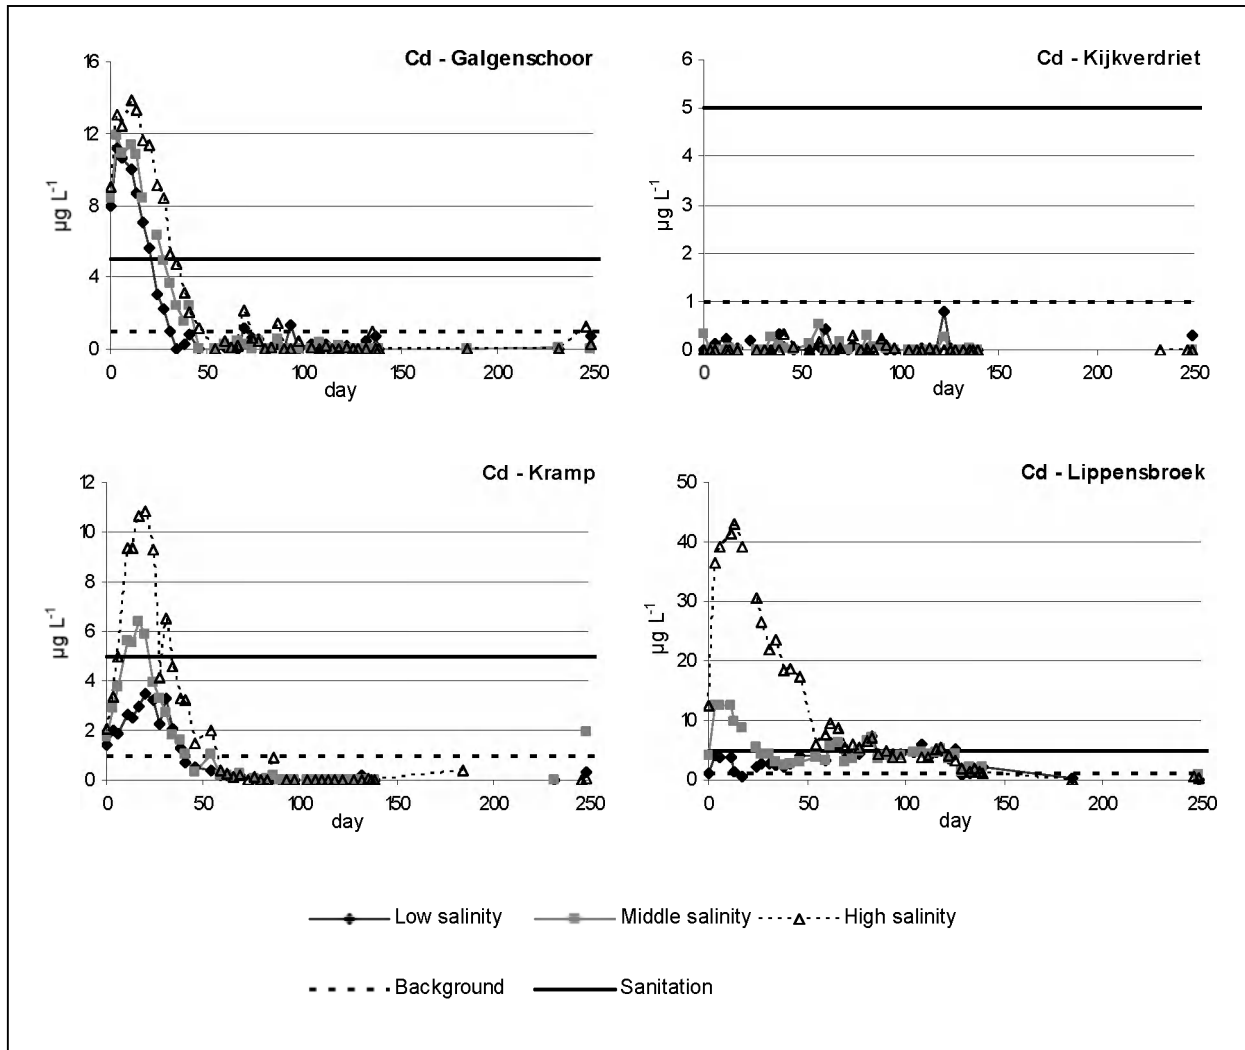 Cd - Galgenschoor
16
12
8
4
0
µg L-1
0 50 100 150 200 250
day
Cd - Kijkverdriet
6
5
4
3
2
1
0
µg L-1
0 50 100 150 200 250
day
Cd - Kramp
12
10
8
6
4
2
0
µg L-1
0 50 100 150 200 250
day
Cd - Lippensbroek
50
40
30
20
10
0
µg L-1
0 50 100 150 200 250
day
Low salinity Middle salinity High salinity
Background Sanitation